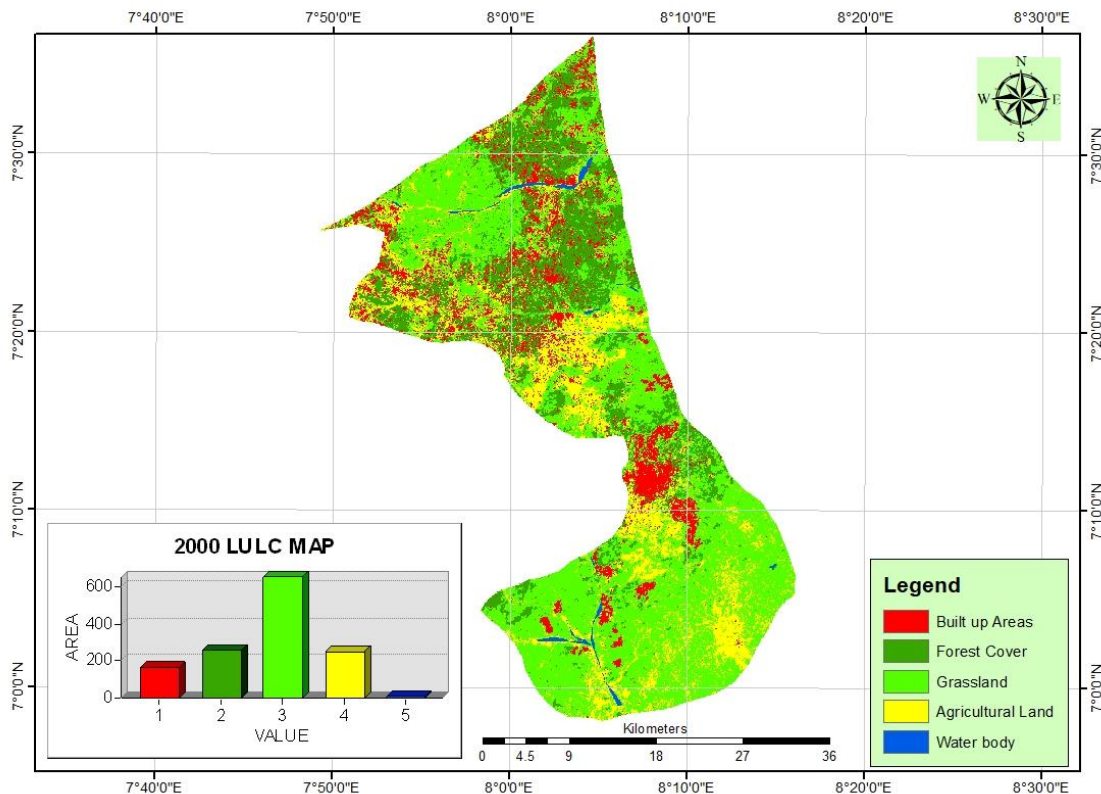 7°40'0"E 7°50'0"E 8°0'0"E 8°10'0"E 8°20'0"E 8°30'0"E
N
W E
S
7°30'0"N 7°30'0"N
7°20'0"N 7°20'0"N
7°10'0"N 7°10'0"N
7°0'0"N 7°0'0"N
2000 LULC MAP
AREA
600
400
200
0
1 2 3 4 5
VALUE
Kilometers
0 4.5 9 18 27 36
Legend
Built up Areas
Forest Cover
Grassland
Agricultural Land
Water body
7°40'0"E 7°50'0"E 8°0'0"E 8°10'0"E 8°20'0"E 8°30'0"E